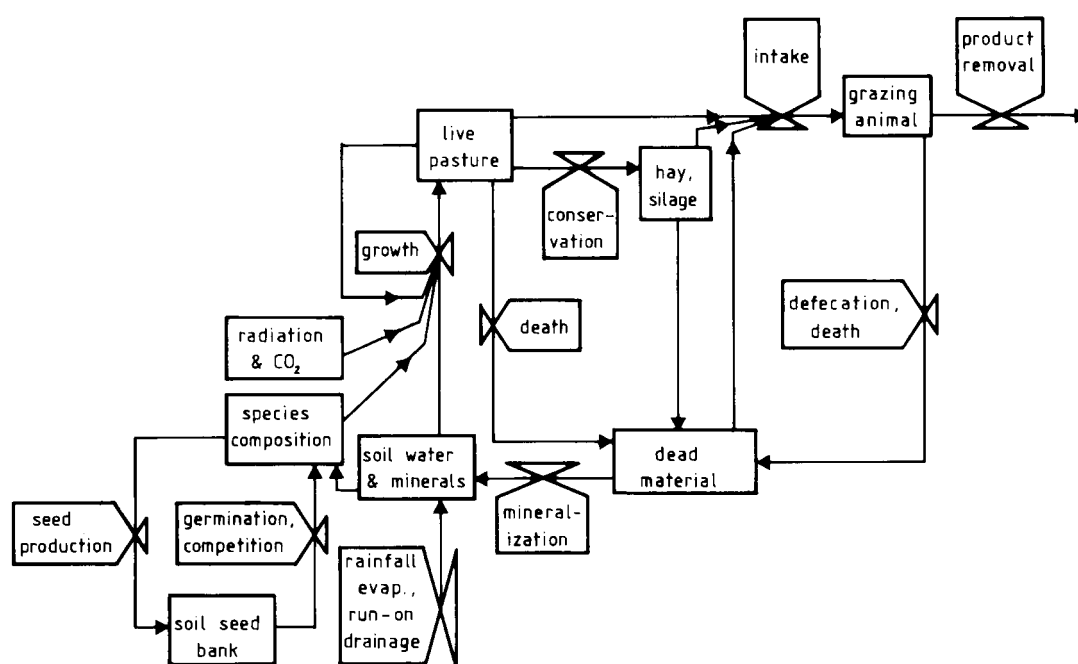 intake
product
removal
grazing
animal
live
pasture
hay,
silage
conser-
vation
growth
death
defecation,
death
radiation
& CO₂
species
composition
soil water
& minerals
dead
material
mineral-
ization
seed
production
germination,
competition
rainfall
evap.,
run-on
drainage
soil seed
bank